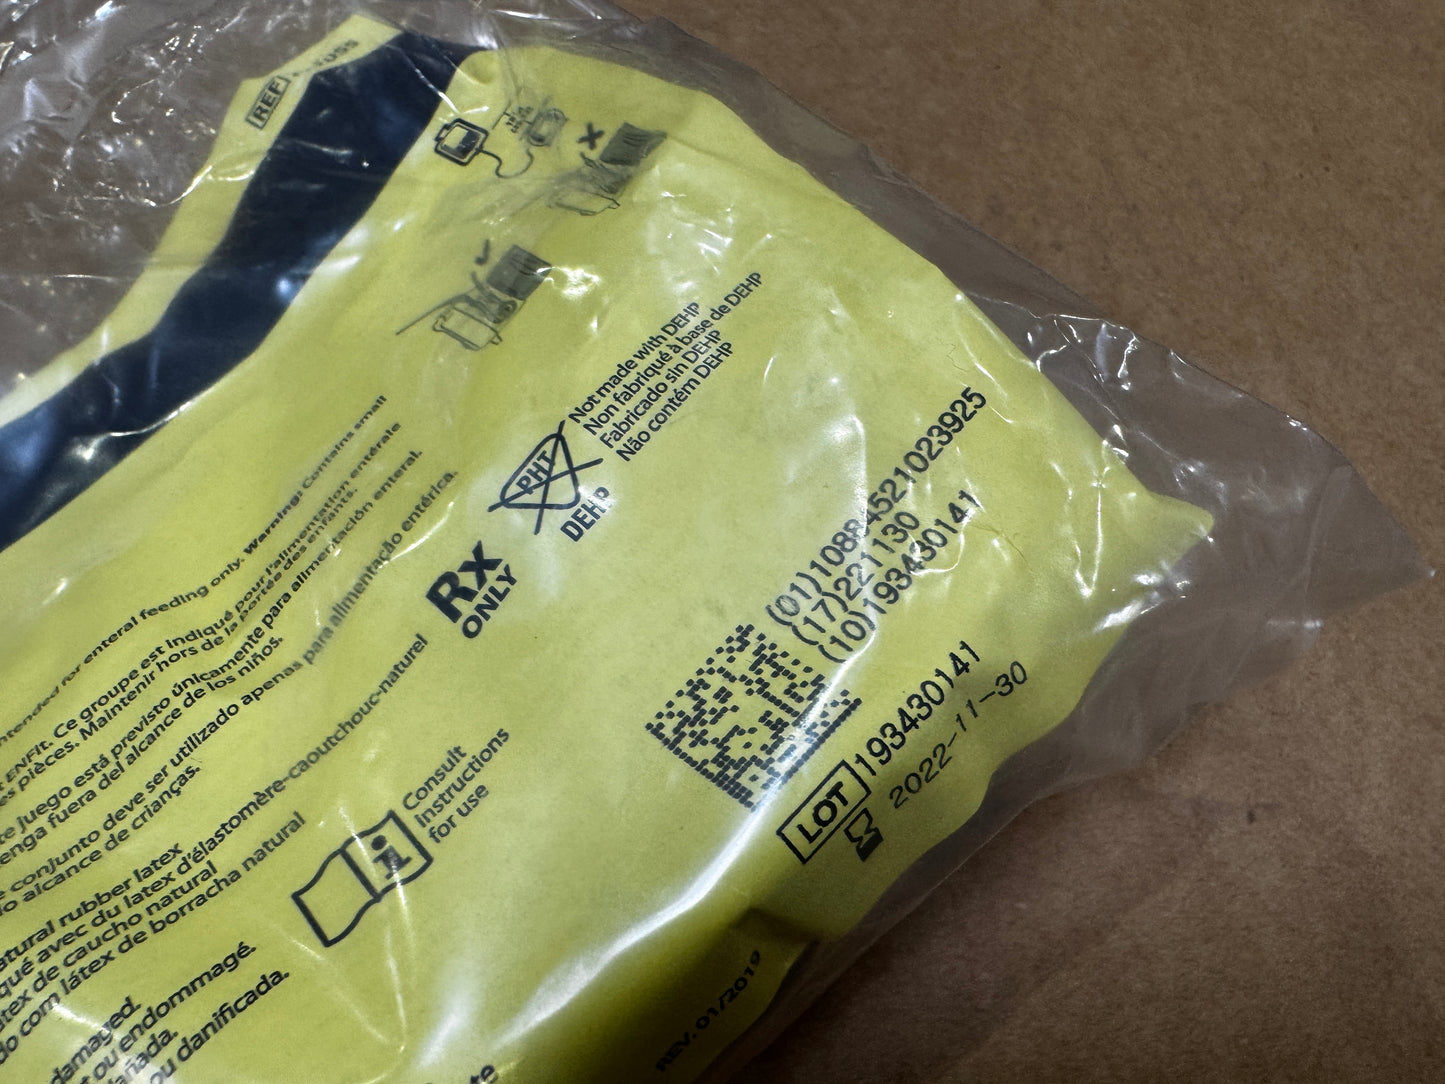 REF
Not made with DEHP
Non fabriqué à base de DEHP
Fabricado sin DEHP
Não contém DEHP
PHT
DEHP
Rx
ONLY
(01)10884521023925
(17)221130
(10)193430141
LOT 193430141
2022-11-30
for enteral feeding only. Warning: Contains small
ENFit. Ce groupe est indiqué pour l'alimentation entérale
pièces. Maintenir hors de la portée des enfants.
juego está previsto únicamente para alimentación enteral.
fuera del alcance de los niños.
conjunto deve ser utilizado apenas para alimentação entérica.
alcance de crianças.
rubber latex
avec du latex d'élastomère-caoutchouc-naturel
de caucho natural
com látex de borracha natural
Consult
Instructions
for use
damaged.
ou endommagé.
ou danificada.
REV. 01/2019